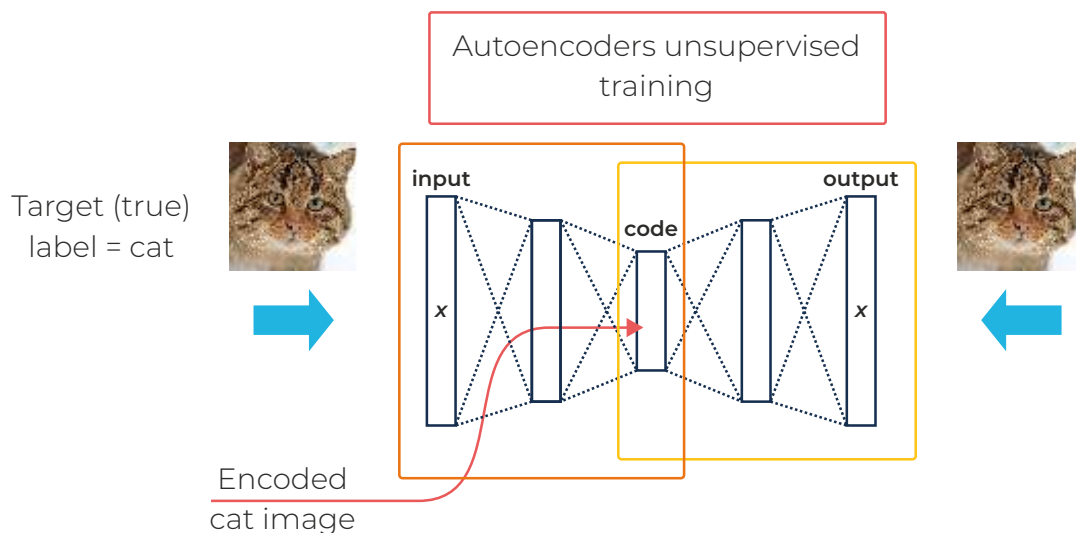 Autoencoders unsupervised
training
Target (true)
label = cat
input
output
code
x
x
Encoded
cat image